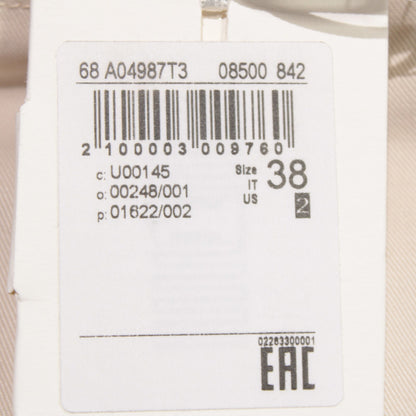 68 A04987T3 08500 842
2 100003 009760
c: U00145 Size 38
o: 00248/001 IT
p: 01622/002 US 2
02263300001
EAC